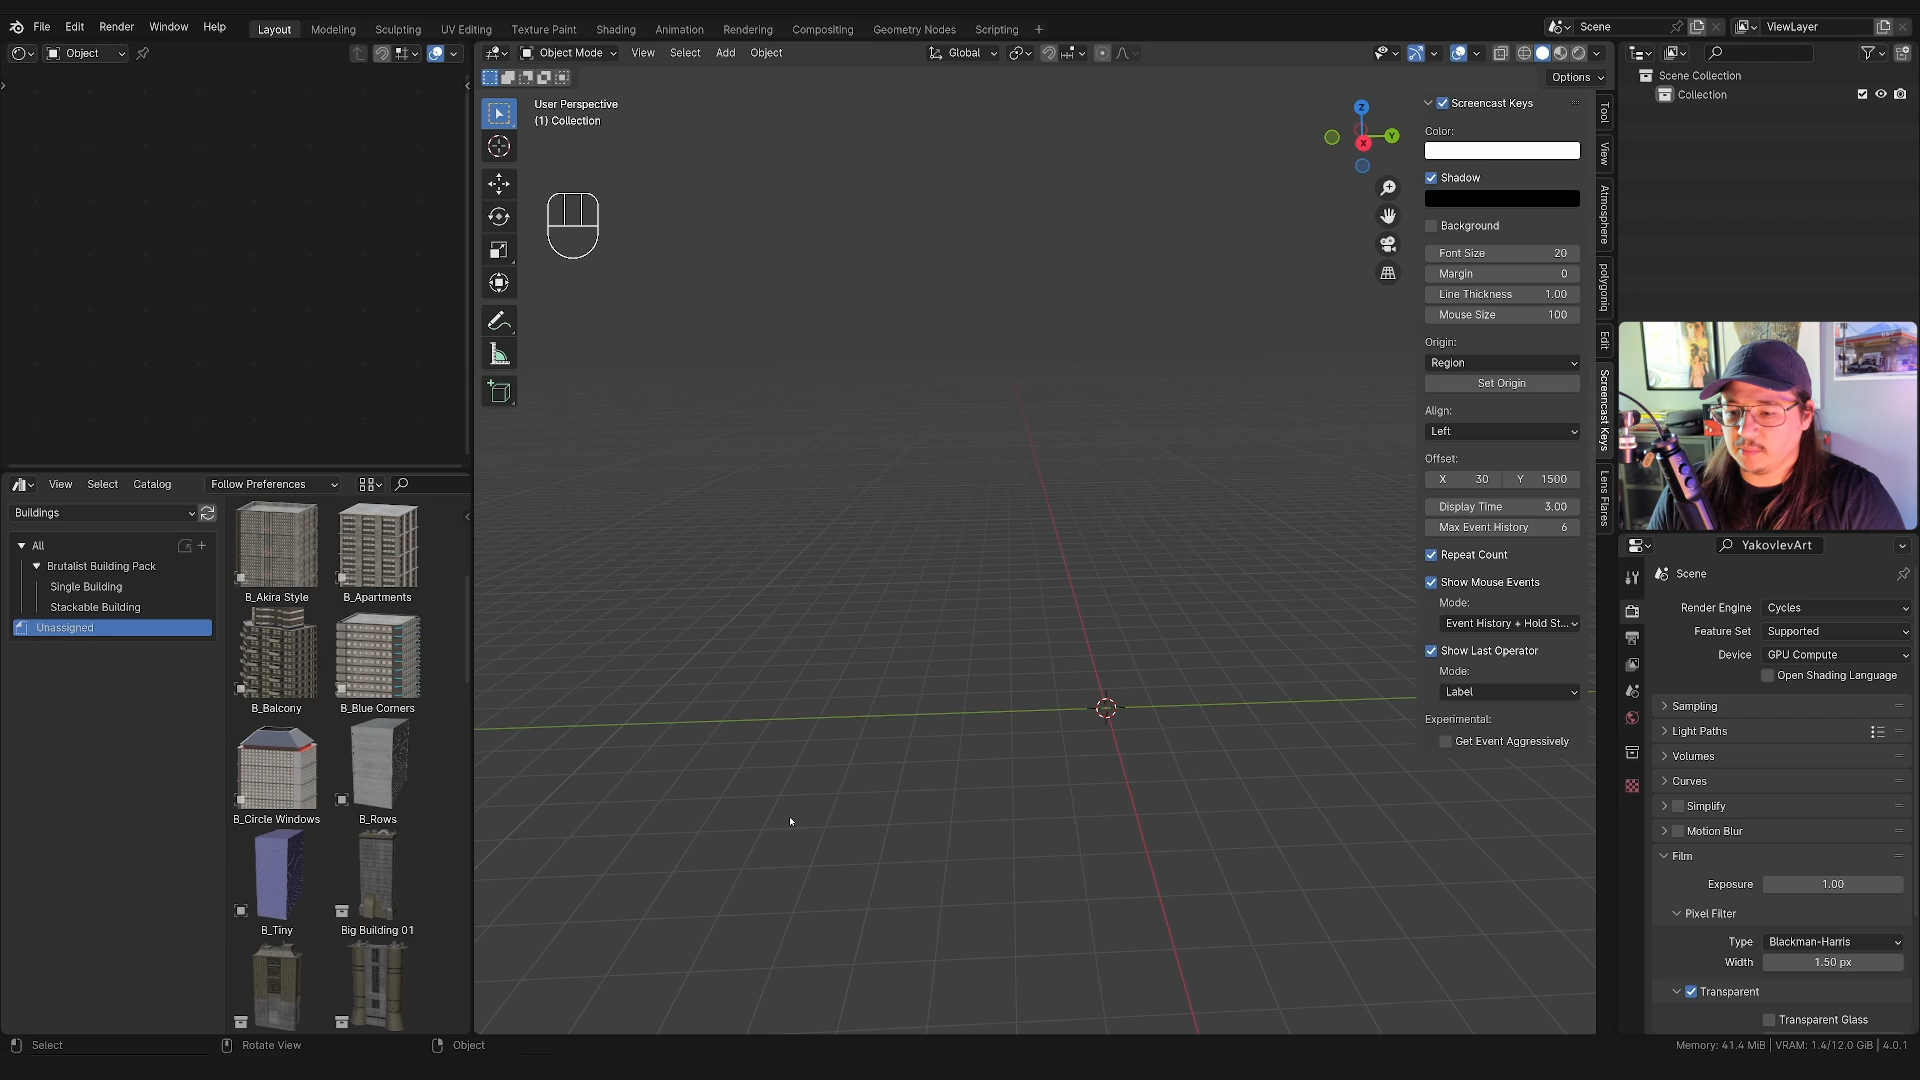 File Edit Render Window Help Layout Modeling Sculpting UV Editing Texture Paint Shading Animation Rendering Compositing Geometry Nodes Scripting + Scene ViewLayer
Object Object Mode View Select Add Object Global
Options
User Perspective
(1) Collection
Z
Y
X
Screencast Keys
Color:
Shadow
Background
Font Size 20
Margin 0
Line Thickness 1.00
Mouse Size 100
Origin:
Region
Set Origin
Align:
Left
Offset:
X 30 Y 1500
Display Time 3.00
Max Event History 6
Repeat Count
Show Mouse Events
Mode:
Event History + Hold St...
Show Last Operator
Mode:
Label
Experimental:
Get Event Aggressively
Tool
View
Atmosphere
polygoniq
Edit
Screencast Keys
Lens Flares
Scene Collection
Collection
View Select Catalog Follow Preferences
Buildings
All
Brutalist Building Pack
Single Building
Stackable Building
Unassigned
B_Akira Style B_Apartments
B_Balcony B_Blue Corners
B_Circle Windows B_Rows
B_Tiny Big Building 01
YakovlevArt
Scene
Render Engine Cycles
Feature Set Supported
Device GPU Compute
Open Shading Language
Sampling
Light Paths
Volumes
Curves
Simplify
Motion Blur
Film
Exposure 1.00
Pixel Filter
Type Blackman-Harris
Width 1.50 px
Transparent
Transparent Glass
Select Rotate View Object Memory: 41.4 MiB | VRAM: 1.4/12.0 GiB | 4.0.1